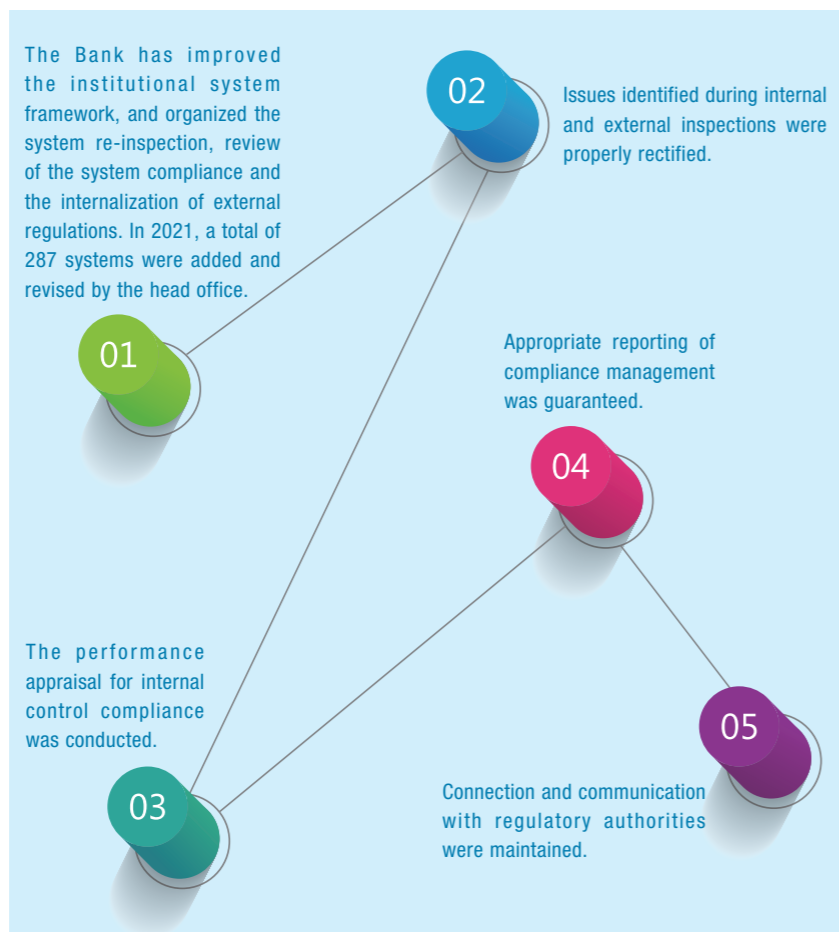 The Bank has improved
the institutional system
framework, and organized the
system re-inspection, review
of the system compliance and
the internalization of external
regulations. In 2021, a total of
287 systems were added and
revised by the head office.
01
02
Issues identified during internal
and external inspections were
properly rectified.
The performance
appraisal for internal
control compliance
was conducted.
03
Appropriate reporting of
compliance management
was guaranteed.
04
05
Connection and communication
with regulatory authorities
were maintained.